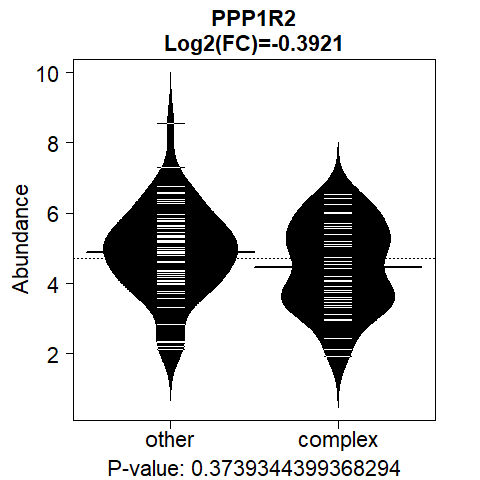 PPP1R2
Log2(FC)=-0.3921
Abundance
10
8
6
4
2
other complex
P-value: 0.3739344399368294